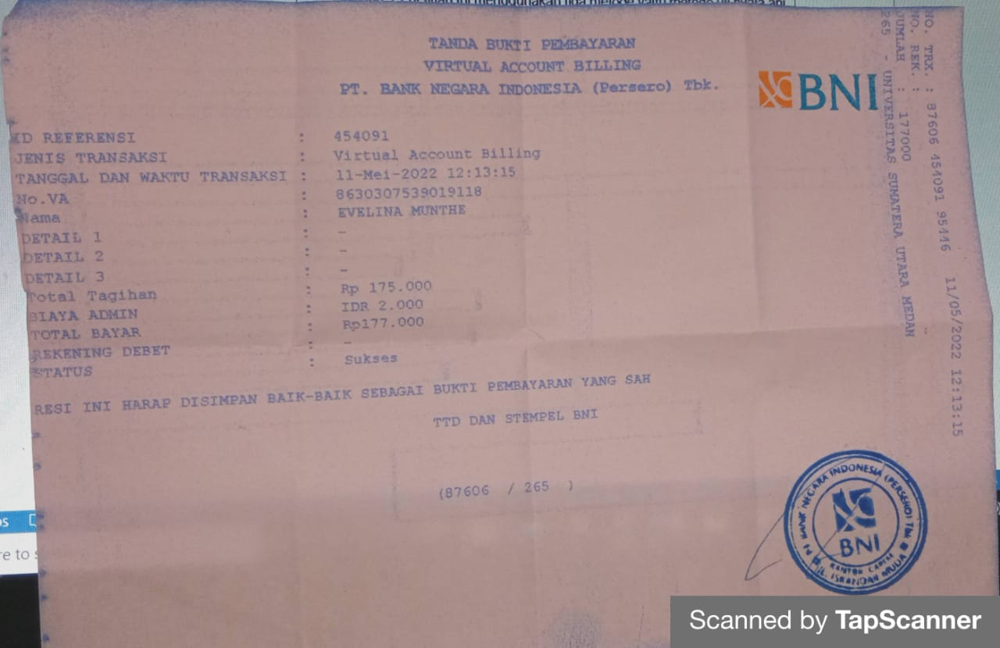 TANDA BUKTI PEMBAYARAN
VIRTUAL ACCOUNT BILLING
PT. BANK NEGARA INDONESIA (Persero) Tbk.
BNI
ID REFERENSI : 454091
JENIS TRANSAKSI : Virtual Account Billing
TANGGAL DAN WAKTU TRANSAKSI : 11-Mei-2022 12:13:15
No.VA : 8630307539019118
Nama : EVELINA MUNTHE
DETAIL 1 : -
DETAIL 2 : -
DETAIL 3 : -
Total Tagihan : Rp 175.000
BIAYA ADMIN : IDR 2.000
TOTAL BAYAR : Rp177.000
REKENING DEBET : -
STATUS : Sukses
RESI INI HARAP DISIMPAN BAIK-BAIK SEBAGAI BUKTI PEMBAYARAN YANG SAH
TTD DAN STEMPEL BNI
(87606 / 265 )
NO. TRX. : 87606 454091 95446 11/05/2022 12:13:15
NO. REK. : -
JUMLAH : 177000
265 - UNIVERSITAS SUMATERA UTARA MEDAN
BANK NEGARA INDONESIA (PERSERO) Tbk
BNI
KANTOR
ISKANDAR MUDA
re to s
Scanned by TapScanner